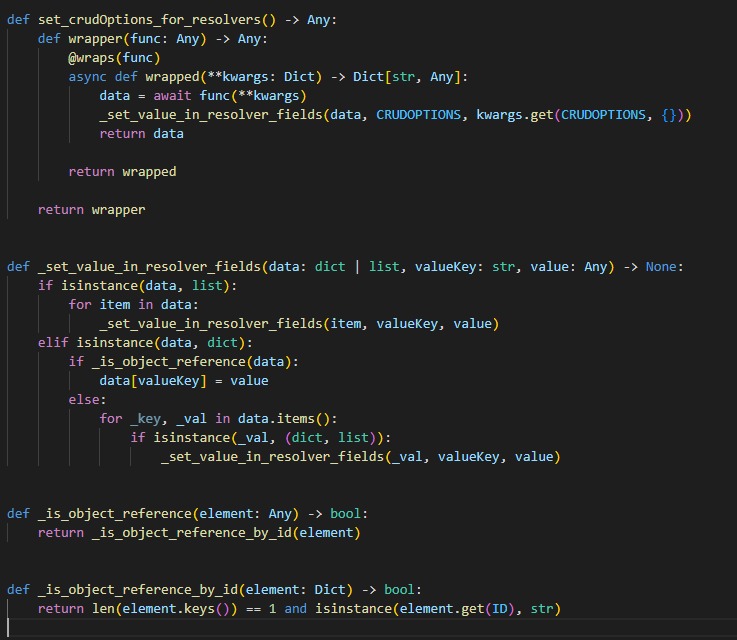 def set_crudOptions_for_resolvers() -> Any:
    def wrapper(func: Any) -> Any:
        @wraps(func)
        async def wrapped(**kwargs: Dict) -> Dict[str, Any]:
            data = await func(**kwargs)
            _set_value_in_resolver_fields(data, CRUDOPTIONS, kwargs.get(CRUDOPTIONS, {}))
            return data

        return wrapped

    return wrapper


def _set_value_in_resolver_fields(data: dict | list, valueKey: str, value: Any) -> None:
    if isinstance(data, list):
        for item in data:
            _set_value_in_resolver_fields(item, valueKey, value)
    elif isinstance(data, dict):
        if _is_object_reference(data):
            data[valueKey] = value
        else:
            for _key, _val in data.items():
                if isinstance(_val, (dict, list)):
                    _set_value_in_resolver_fields(_val, valueKey, value)


def _is_object_reference(element: Any) -> bool:
    return _is_object_reference_by_id(element)


def _is_object_reference_by_id(element: Dict) -> bool:
    return len(element.keys()) == 1 and isinstance(element.get(ID), str)